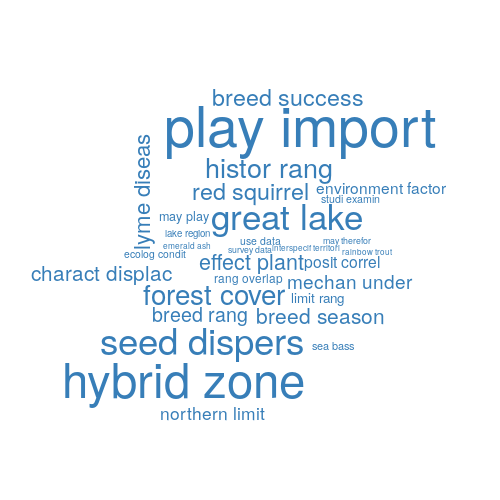 breed success
play import
lyme diseas
histor rang
red squirrel
environment factor
studi examin
may play
great lake
lake region
use data
may therefor
emerald ash
survey data
interspecif territori
rainbow trout
ecolog condit
effect plant
posit correl
charact displac
rang overlap
mechan under
forest cover
limit rang
breed rang
breed season
seed dispers
sea bass
hybrid zone
northern limit